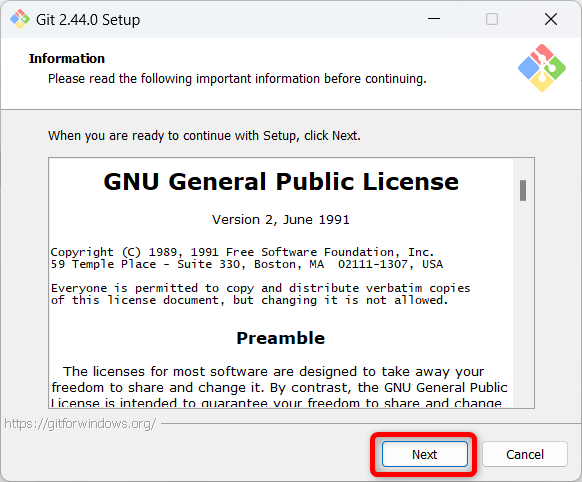 Git 2.44.0 Setup
Information
Please read the following important information before continuing.
When you are ready to continue with Setup, click Next.
GNU General Public License
Version 2, June 1991
Copyright (C) 1989, 1991 Free Software Foundation, Inc.
59 Temple Place - Suite 330, Boston, MA  02111-1307, USA
Everyone is permitted to copy and distribute verbatim copies
of this license document, but changing it is not allowed.
Preamble
The licenses for most software are designed to take away your
freedom to share and change it. By contrast, the GNU General Public
License is intended to guarantee your freedom to share and change
https://gitforwindows.org/
Next
Cancel